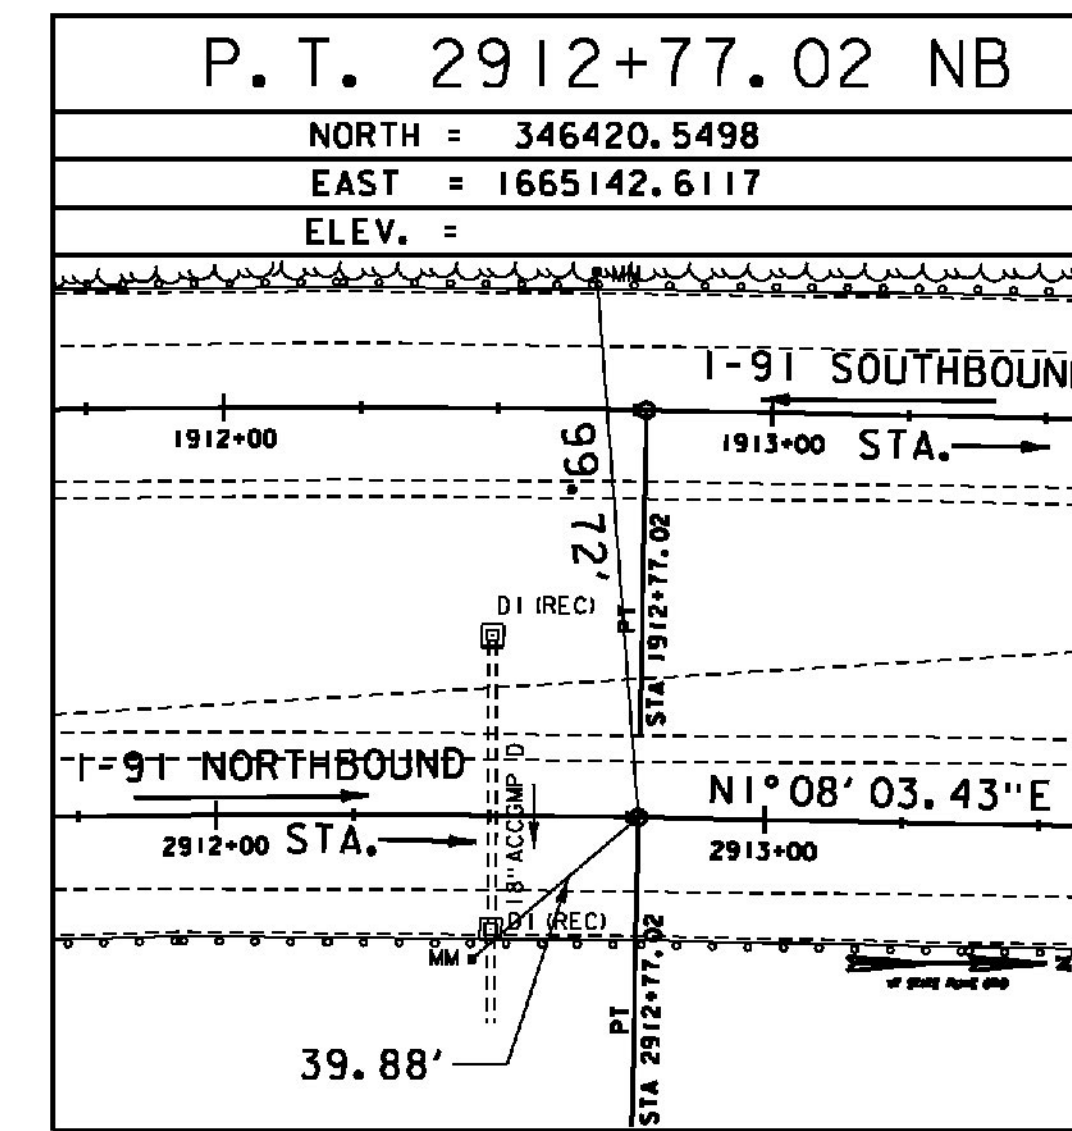 P.T. 2912+77.02 NB
NORTH = 346420.5498
EAST = 1665142.6117
ELEV. =
MM
I-91 SOUTHBOUN
1912+00
1913+00
STA.
99.72'
PT
STA 1912+77.02
DI (REC)
I-91 NORTHBOUND
18" ACCGMP
N1°08'03.43"E
2912+00
STA.
2913+00
DI (REC)
MM
PT
STA 2912+77.02
39.88'